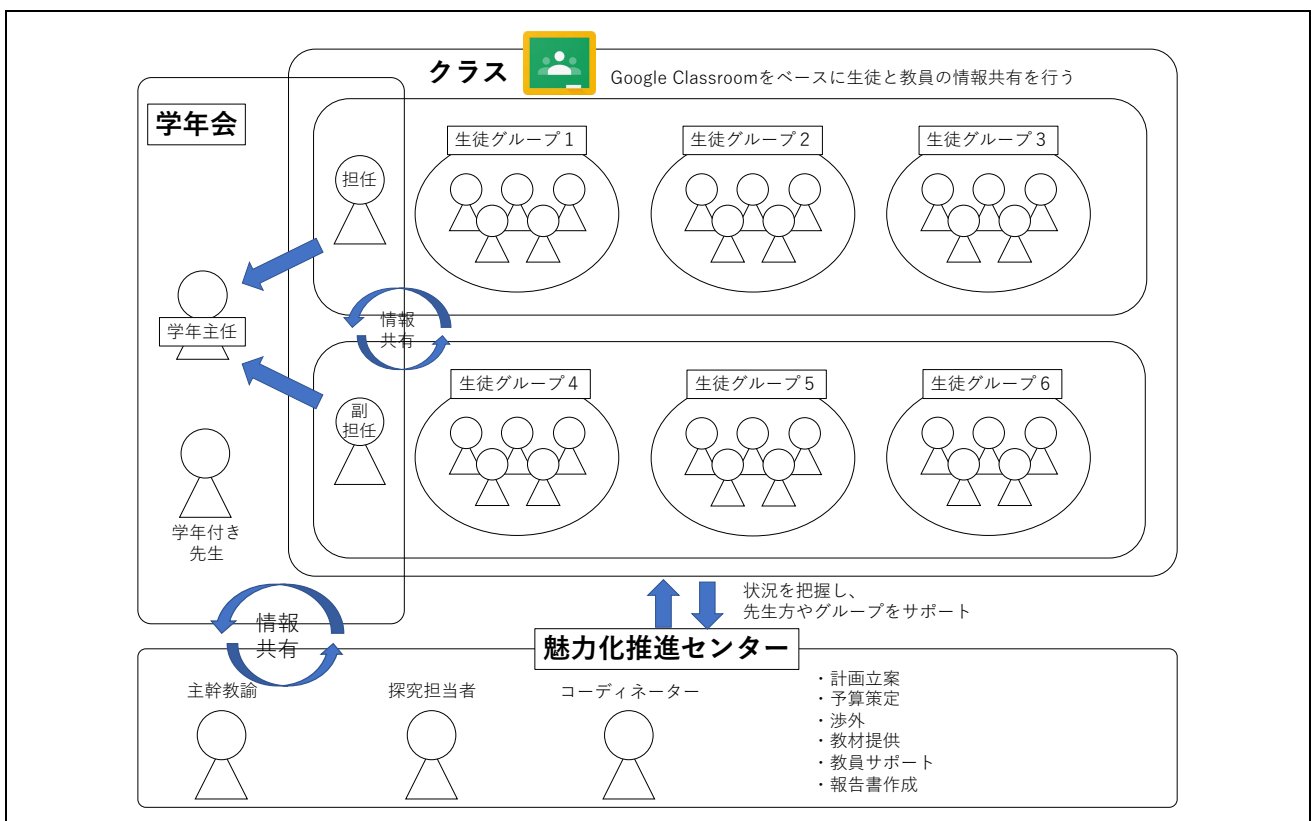 クラス
Google Classroomをベースに生徒と教員の情報共有を行う
学年会
生徒グループ１
生徒グループ２
生徒グループ３
担任
学年主任
情報
共有
生徒グループ４
生徒グループ５
生徒グループ６
副
担任
学年付き
先生
状況を把握し、
先生方やグループをサポート
情報
共有
魅力化推進センター
主幹教諭
探究担当者
コーディネーター
・計画立案
・予算策定
・渉外
・教材提供
・教員サポート
・報告書作成